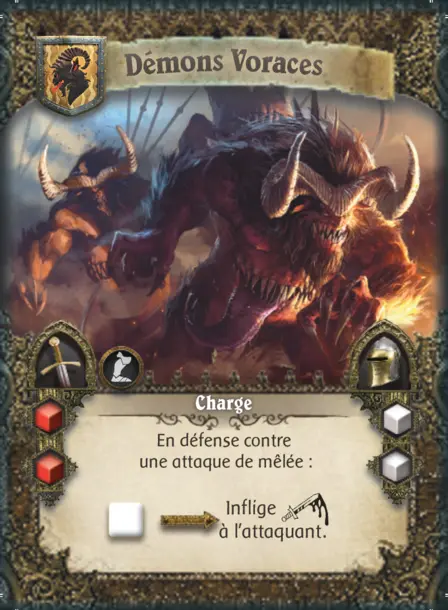 Démons Voraces
Charge
En défense contre
une attaque de mêlée :
Inflige
à l'attaquant.